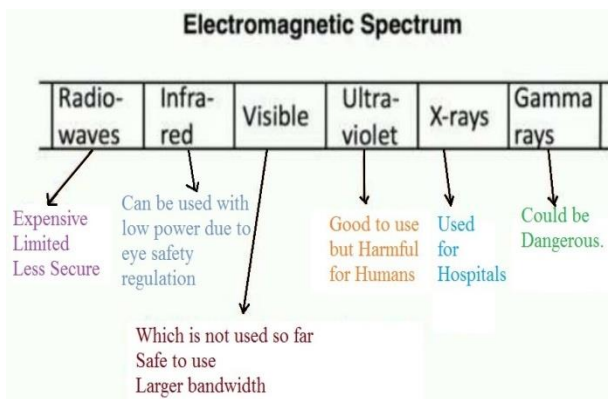 Electromagnetic Spectrum
Radio-
waves
Infra-
red
Visible
Ultra-
violet
X-rays
Gamma
rays
Expensive
Limited
Less Secure
Can be used with
low power due to
eye safety
regulation
Which is not used so far
Safe to use
Larger bandwidth
Good to use
but Harmful
for Humans
Used
for
Hospitals
Could be
Dangerous.